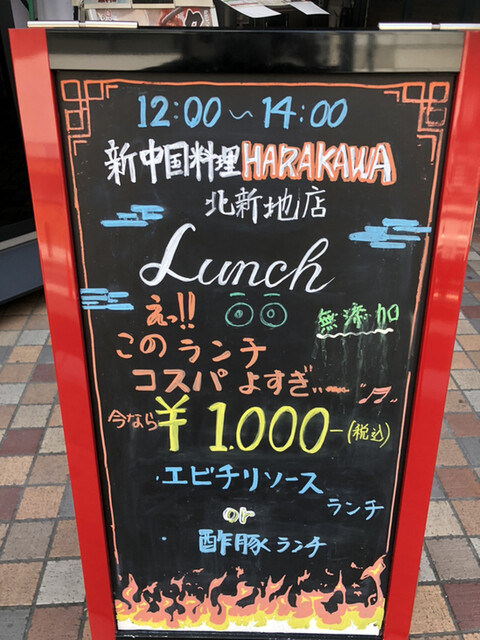 12:00〜14:00
新中国料理HARAKAWA
北新地店
Lunch
えっ!!
無添加
このランチ
コスパよすぎ...ー♬
今なら¥1.000-(税込)
・エビチリソース
ランチ
or
・酢豚ランチ